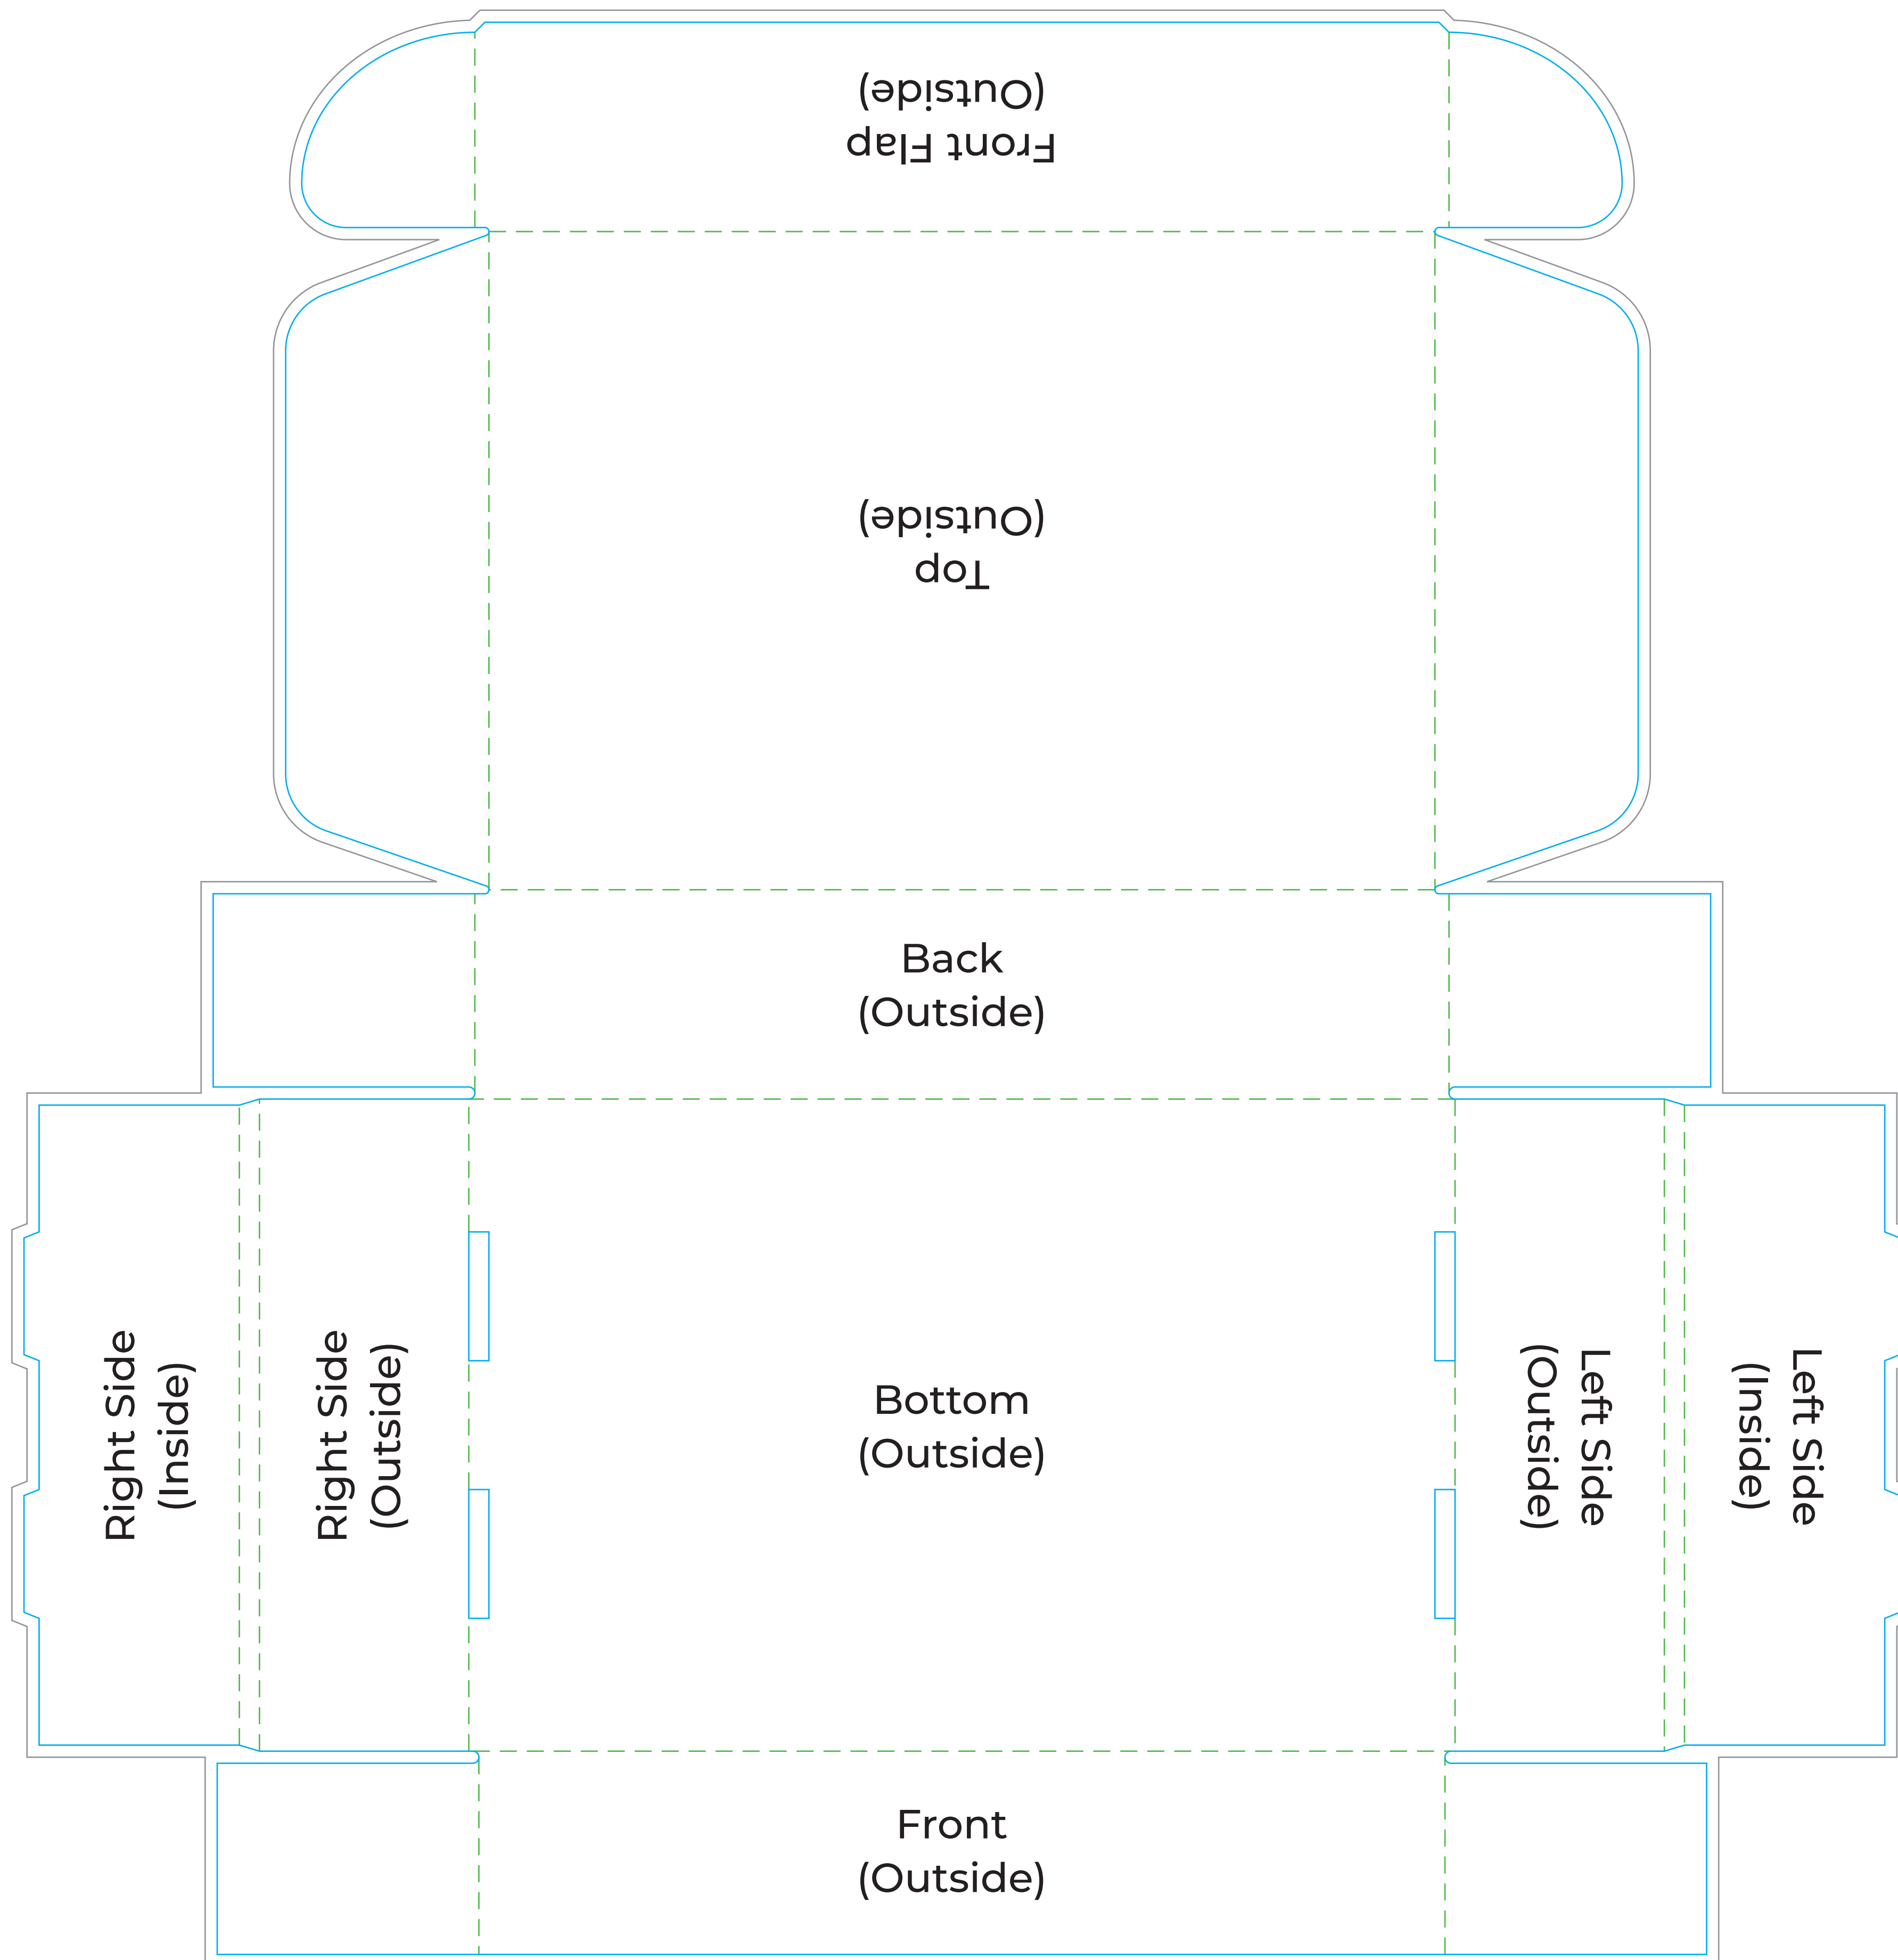 Front Flap
(Outside)
Top
(Outside)
Back
(Outside)
Right Side
(Inside)
Right Side
(Outside)
Bottom
(Outside)
Left Side
(Outside)
Left Side
(Inside)
Front
(Outside)